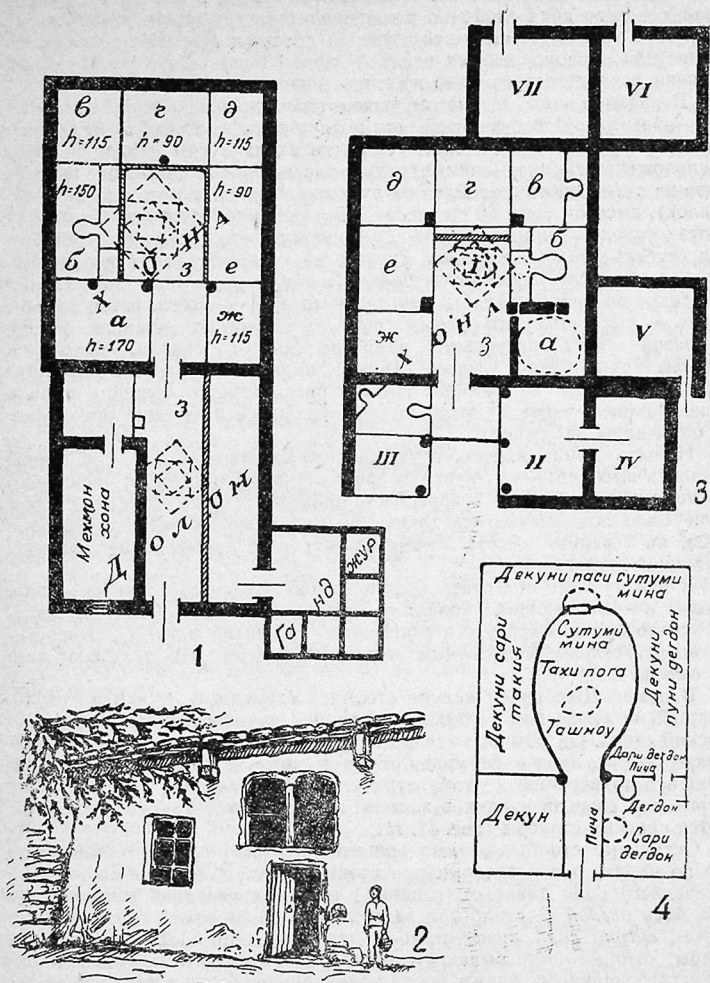 в г д
h=115 h=90 h=115
h=150 h=90
О Н А
б з е
Х
а ж
h=170 h=115
з
О Л О Н
Мехмон
хона
Д
жур
нд
Га
1
VII VI
д г в
е I б
О Н А
ж Х з а
V
III II IV
3
2
Декуни паси сутуми
мина
Сутуми
мина
Декуни сари
такия
Тахи пога
Ташноу
Декуни
пуни дегдон
Дари дегдон
Пича
Декун
Пича
Дегдон
Сари
дегдон
4